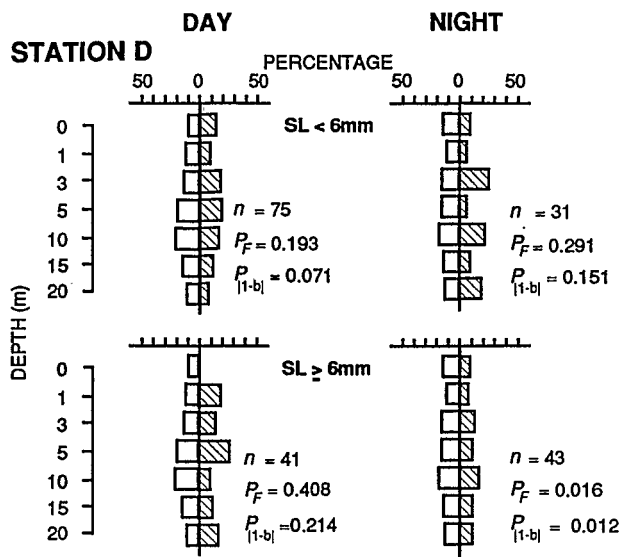 DAY NIGHT
STATION D
PERCENTAGE
50 0 50 50 0 50
SL < 6mm
0
1
3
5
10
15
20
n = 75
P_F = 0.193
P_|1-b| = 0.071
n = 31
P_F = 0.291
P_|1-b| = 0.151
DEPTH (m)
SL ≥ 6mm
0
1
3
5
10
15
20
n = 41
P_F = 0.408
P_|1-b| = 0.214
n = 43
P_F = 0.016
P_|1-b| = 0.012